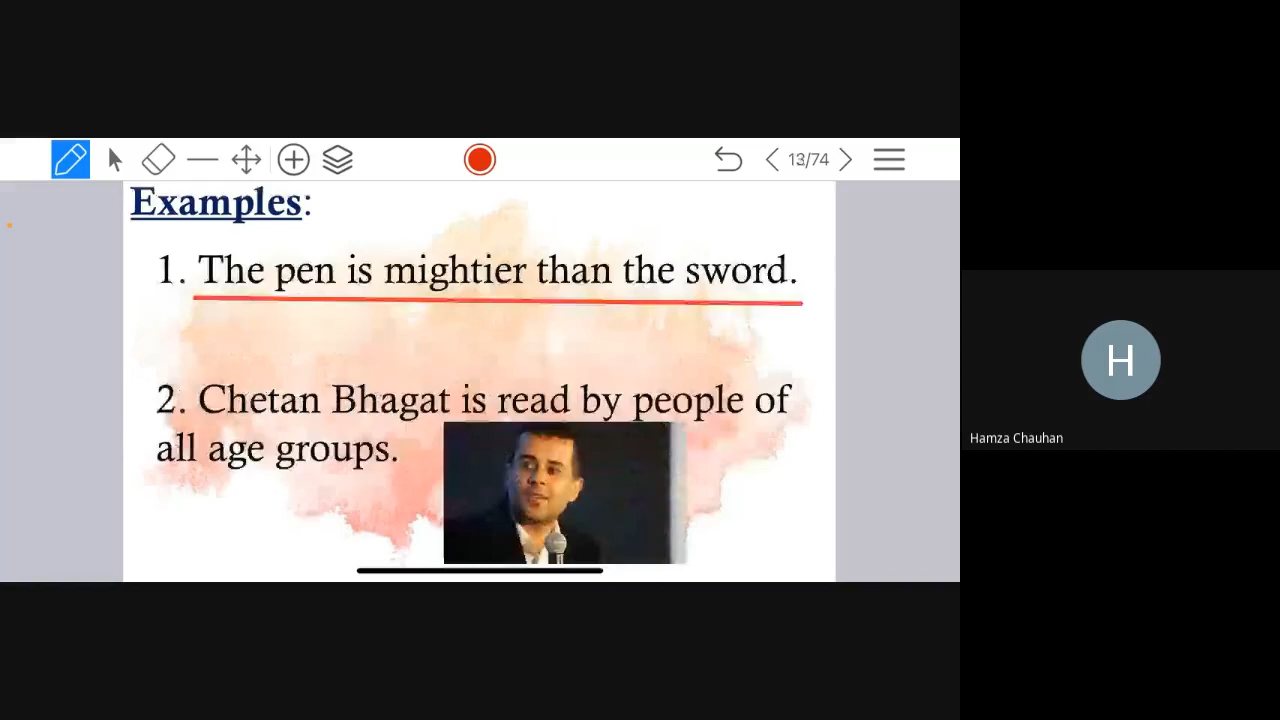 13/74
Examples:
1. The pen is mightier than the sword.
2. Chetan Bhagat is read by people of
all age groups.
H
Hamza Chauhan